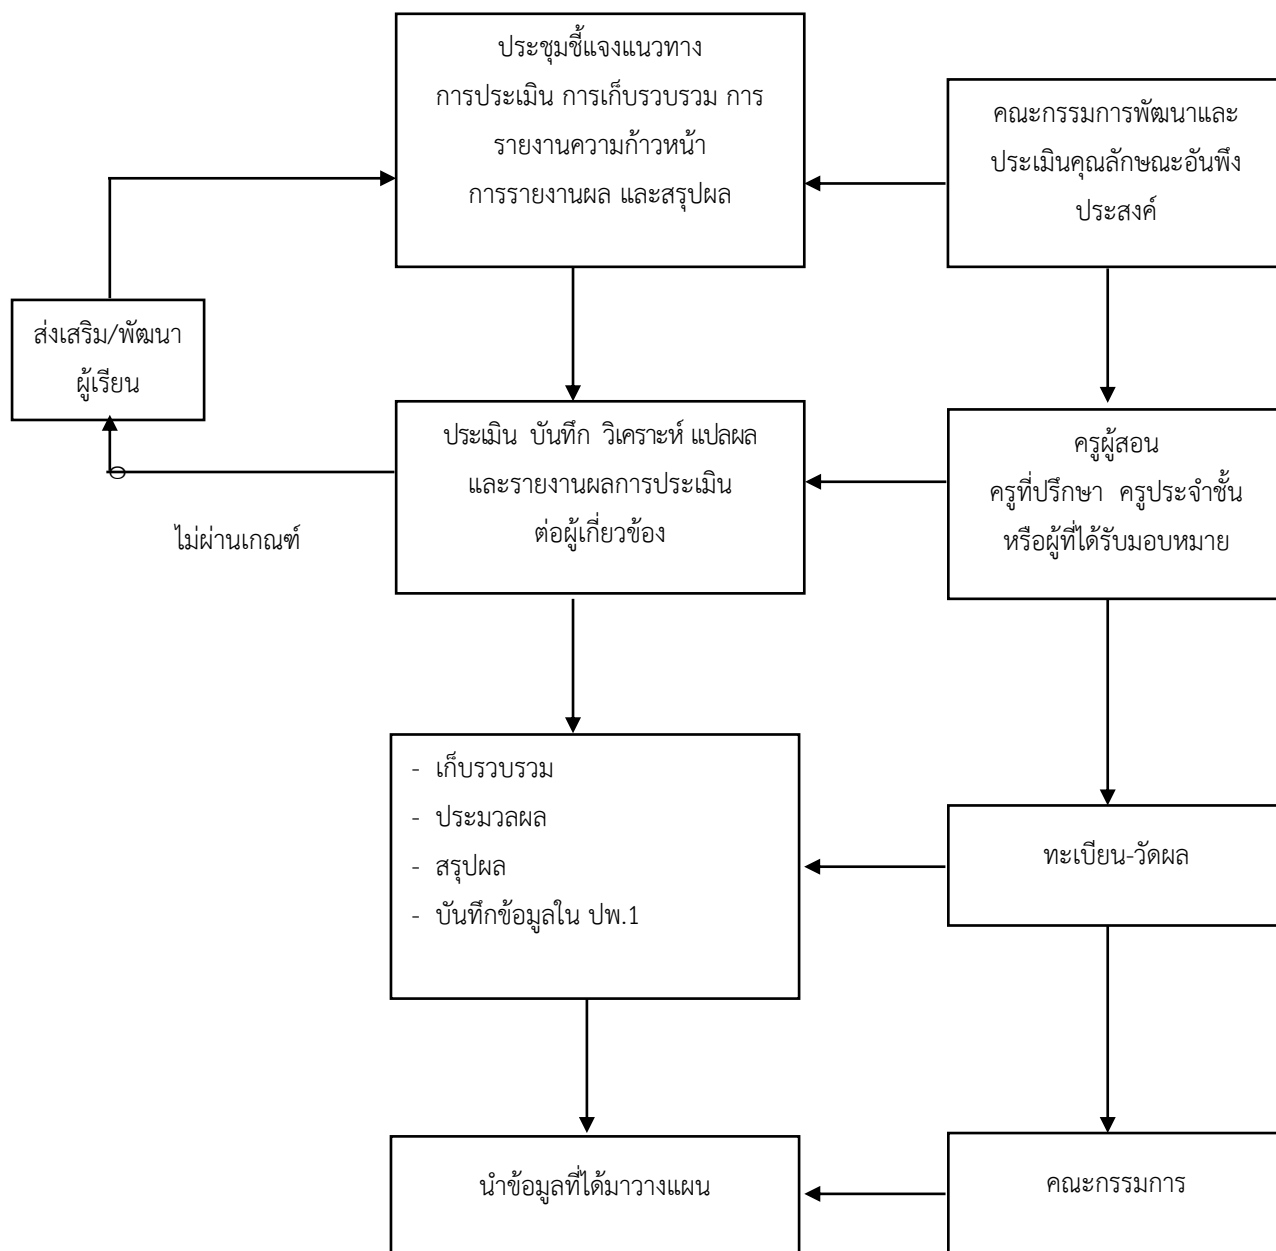 ประชุมชี้แจงแนวทาง
การประเมิน การเก็บรวบรวม การ
รายงานความก้าวหน้า
การรายงานผล และสรุปผล
คณะกรรมการพัฒนาและ
ประเมินคุณลักษณะอันพึง
ประสงค์
ส่งเสริม/พัฒนา
ผู้เรียน
ประเมิน บันทึก วิเคราะห์ แปลผล
และรายงานผลการประเมิน
ต่อผู้เกี่ยวข้อง
ครูผู้สอน
ครูที่ปรึกษา ครูประจำชั้น
หรือผู้ที่ได้รับมอบหมาย
ไม่ผ่านเกณฑ์
- เก็บรวบรวม
- ประมวลผล
- สรุปผล
- บันทึกข้อมูลใน ปพ.1
ทะเบียน-วัดผล
นำข้อมูลที่ได้มาวางแผน
คณะกรรมการ